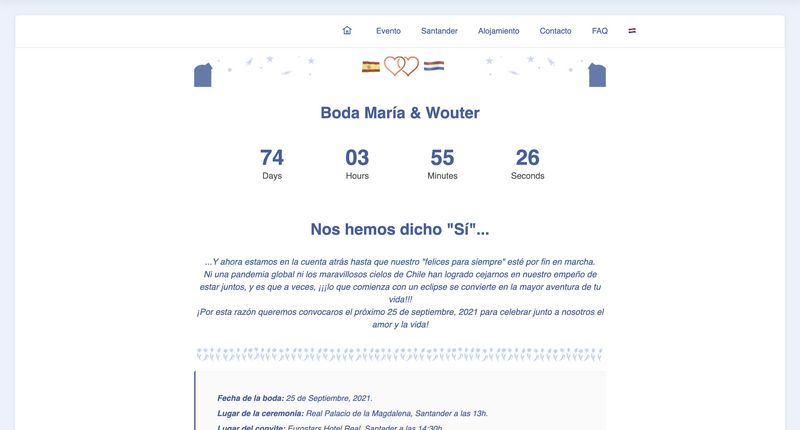 Evento Santander Alojamiento Contacto FAQ
Boda María & Wouter
74 03 55 26
Days Hours Minutes Seconds
Nos hemos dicho "Sí"...
...Y ahora estamos en la cuenta atrás hasta que nuestro "felices para siempre" esté por fin en marcha.
Ni una pandemia global ni los maravillosos cielos de Chile han logrado cejarnos en nuestro empeño de
estar juntos, y es que a veces, ¡¡¡lo que comienza con un eclipse se convierte en la mayor aventura de tu
vida!!!
¡Por esta razón queremos convocaros el próximo 25 de septiembre, 2021 para celebrar junto a nosotros el
amor y la vida!
Fecha de la boda: 25 de Septiembre, 2021.
Lugar de la ceremonia: Real Palacio de la Magdalena, Santander a las 13h.
Lugar del convite: Eurostars Hotel Real, Santader a las 14:30h.